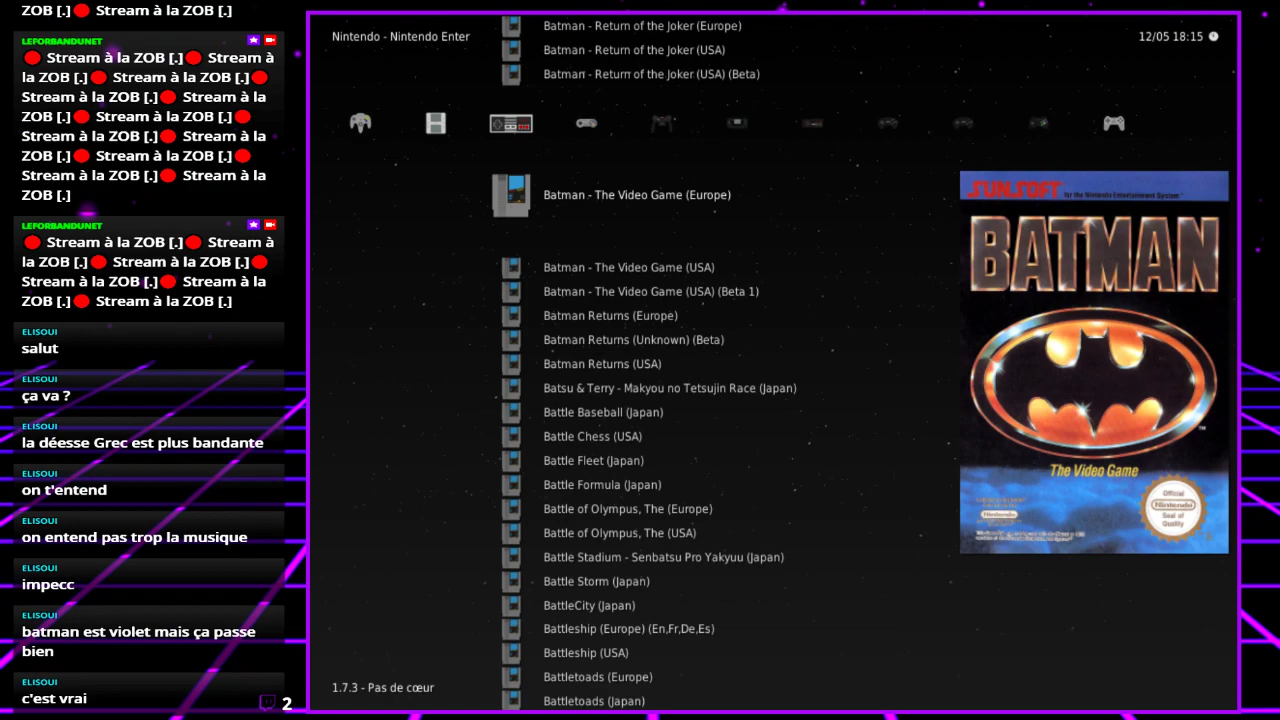 ZOB [.] Stream à la ZOB [.]
LEFORBANDUNET
Stream à la ZOB [.] Stream à
la ZOB [.] Stream à la ZOB [.]
Stream à la ZOB [.] Stream à la
ZOB [.] Stream à la ZOB [.]
Stream à la ZOB [.] Stream à la
ZOB [.] Stream à la ZOB [.]
Stream à la ZOB [.] Stream à la
ZOB [.]
LEFORBANDUNET
Stream à la ZOB [.] Stream à
la ZOB [.] Stream à la ZOB [.]
Stream à la ZOB [.] Stream à la
ZOB [.] Stream à la ZOB [.]
ELISOUI
salut
ELISOUI
ça va ?
ELISOUI
la déesse Grec est plus bandante
ELISOUI
on t'entend
ELISOUI
on entend pas trop la musique
ELISOUI
impecc
ELISOUI
batman est violet mais ça passe
bien
ELISOUI
c'est vrai
2
Nintendo - Nintendo Enter
12/05 18:15
Batman - Return of the Joker (Europe)
Batman - Return of the Joker (USA)
Batman - Return of the Joker (USA) (Beta)
Batman - The Video Game (Europe)
Batman - The Video Game (USA)
Batman - The Video Game (USA) (Beta 1)
Batman Returns (Europe)
Batman Returns (Unknown) (Beta)
Batman Returns (USA)
Batsu & Terry - Makyou no Tetsujin Race (Japan)
Battle Baseball (Japan)
Battle Chess (USA)
Battle Fleet (Japan)
Battle Formula (Japan)
Battle of Olympus, The (Europe)
Battle of Olympus, The (USA)
Battle Stadium - Senbatsu Pro Yakyuu (Japan)
Battle Storm (Japan)
BattleCity (Japan)
Battleship (Europe) (En,Fr,De,Es)
Battleship (USA)
Battletoads (Europe)
Battletoads (Japan)
1.7.3 - Pas de cœur
SUNSOFT
for the Nintendo Entertainment System™
BATMAN
™
The Video Game
Nintendo
Official
Nintendo
Seal of
Quality